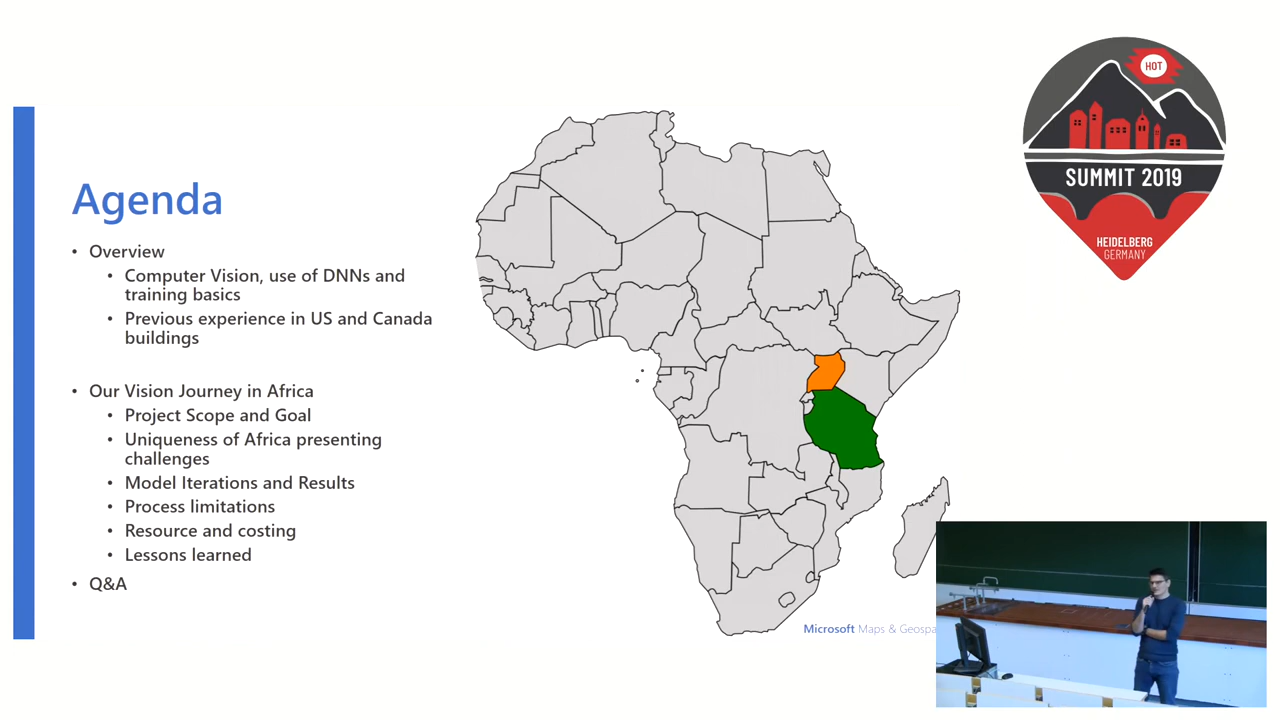 Agenda
• Overview
• Computer Vision, use of DNNs and
training basics
• Previous experience in US and Canada
buildings
• Our Vision Journey in Africa
• Project Scope and Goal
• Uniqueness of Africa presenting
challenges
• Model Iterations and Results
• Process limitations
• Resource and costing
• Lessons learned
• Q&A
Microsoft Maps & Geospa
HOT
SUMMIT 2019
HEIDELBERG
GERMANY